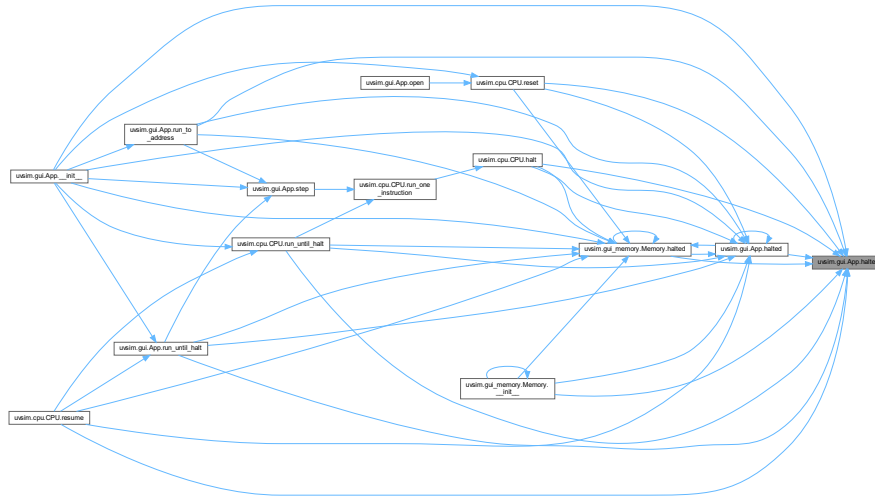 uvsim.gui.App.open
uvsim.cpu.CPU.reset
uvsim.gui.App.run_to
_address
uvsim.cpu.CPU.halt
uvsim.gui.App.__init__
uvsim.gui.App.step
uvsim.cpu.CPU.run_one
_instruction
uvsim.cpu.CPU.run_until_halt
uvsim.gui_memory.Memory.halted
uvsim.gui.App.halted
uvsim.gui.App.halted
uvsim.gui.App.run_until_halt
uvsim.gui_memory.Memory.
__init__
uvsim.cpu.CPU.resume